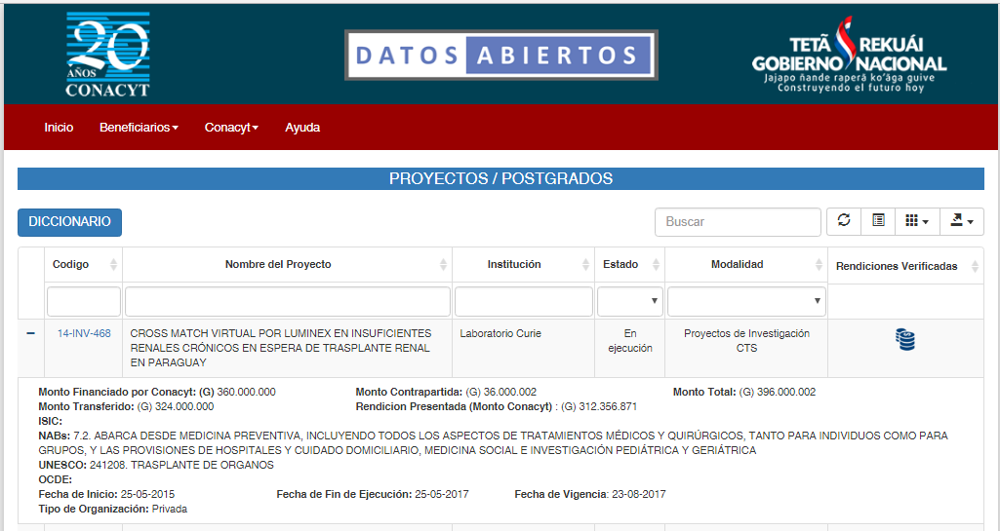 20
AÑOS
CONACYT
DATOS ABIERTOS
TETÃ REKUÁI
GOBIERNO NACIONAL
Jajapo ñande raperã ko'ãga guive
Construyendo el futuro hoy
Inicio Beneficiarios Conacyt Ayuda
PROYECTOS / POSTGRADOS
DICCIONARIO Buscar
Codigo Nombre del Proyecto Institución Estado Modalidad Rendiciones Verificadas
14-INV-468 CROSS MATCH VIRTUAL POR LUMINEX EN INSUFICIENTES Laboratorio Curie En Proyectos de Investigación
RENALES CRÓNICOS EN ESPERA DE TRASPLANTE RENAL ejecución CTS
EN PARAGUAY
Monto Financiado por Conacyt: (G) 360.000.000 Monto Contrapartida: (G) 36.000.002 Monto Total: (G) 396.000.002
Monto Transferido: (G) 324.000.000 Rendicion Presentada (Monto Conacyt) : (G) 312.356.871
ISIC:
NABs: 7.2. ABARCA DESDE MEDICINA PREVENTIVA, INCLUYENDO TODOS LOS ASPECTOS DE TRATAMIENTOS MÉDICOS Y QUIRÚRGICOS, TANTO PARA INDIVIDUOS COMO PARA
GRUPOS, Y LAS PROVISIONES DE HOSPITALES Y CUIDADO DOMICILIARIO, MEDICINA SOCIAL E INVESTIGACIÓN PEDIÁTRICA Y GERIÁTRICA
UNESCO: 241208. TRASPLANTE DE ORGANOS
OCDE:
Fecha de Inicio: 25-05-2015 Fecha de Fin de Ejecución: 25-05-2017 Fecha de Vigencia: 23-08-2017
Tipo de Organización: Privada